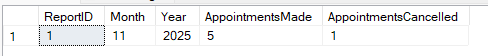 ReportID Month Year AppointmentsMade AppointmentsCancelled
1 1 11 2025 5 1